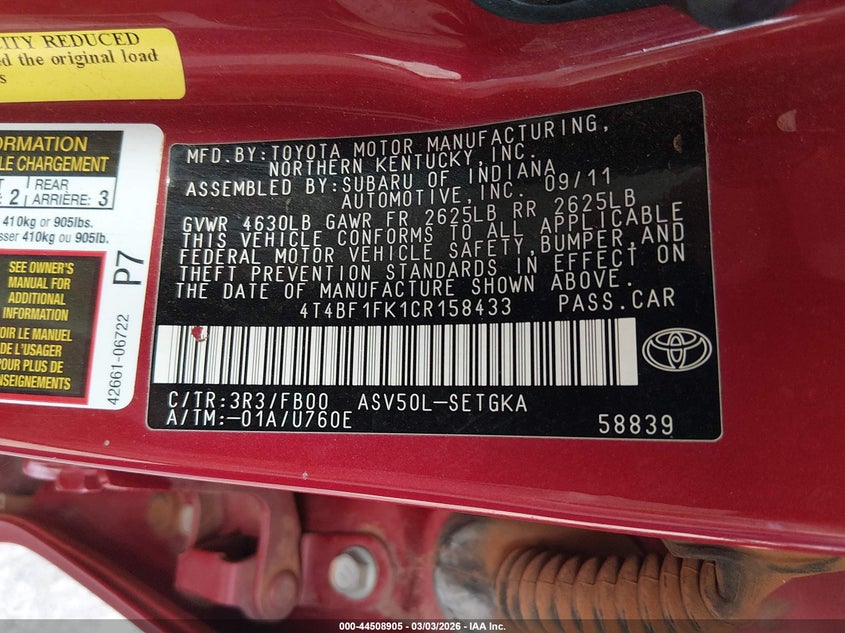 CITY REDUCED
ed the original load
s
ORMATION
LE CHARGEMENT
T REAR
: 2 ARRIÈRE: 3
410kg or 905lbs.
sser 410kg ou 905lb.
SEE OWNER'S
MANUAL FOR
ADDITIONAL
INFORMATION
VOIR LE MANUEL
DE L'USAGER
POUR PLUS DE
NSEIGNEMENTS
P7
42661-06722
MFD.BY:TOYOTA MOTOR MANUFACTURING,
NORTHERN KENTUCKY,INC.
ASSEMBLED BY:SUBARU OF INDIANA
AUTOMOTIVE,INC. 09/11
GVWR 4630LB GAWR FR 2625LB RR 2625LB
THIS VEHICLE CONFORMS TO ALL APPLICABLE
FEDERAL MOTOR VEHICLE SAFETY,BUMPER,AND
THEFT PREVENTION STANDARDS IN EFFECT ON
THE DATE OF MANUFACTURE SHOWN ABOVE.
4T4BF1FK1CR158433 PASS.CAR
C/TR:3R3/FB00 ASV50L-SETGKA
A/TM:-01A/U760E
58839
000-44508905 - 03/03/2026 - IAA Inc.